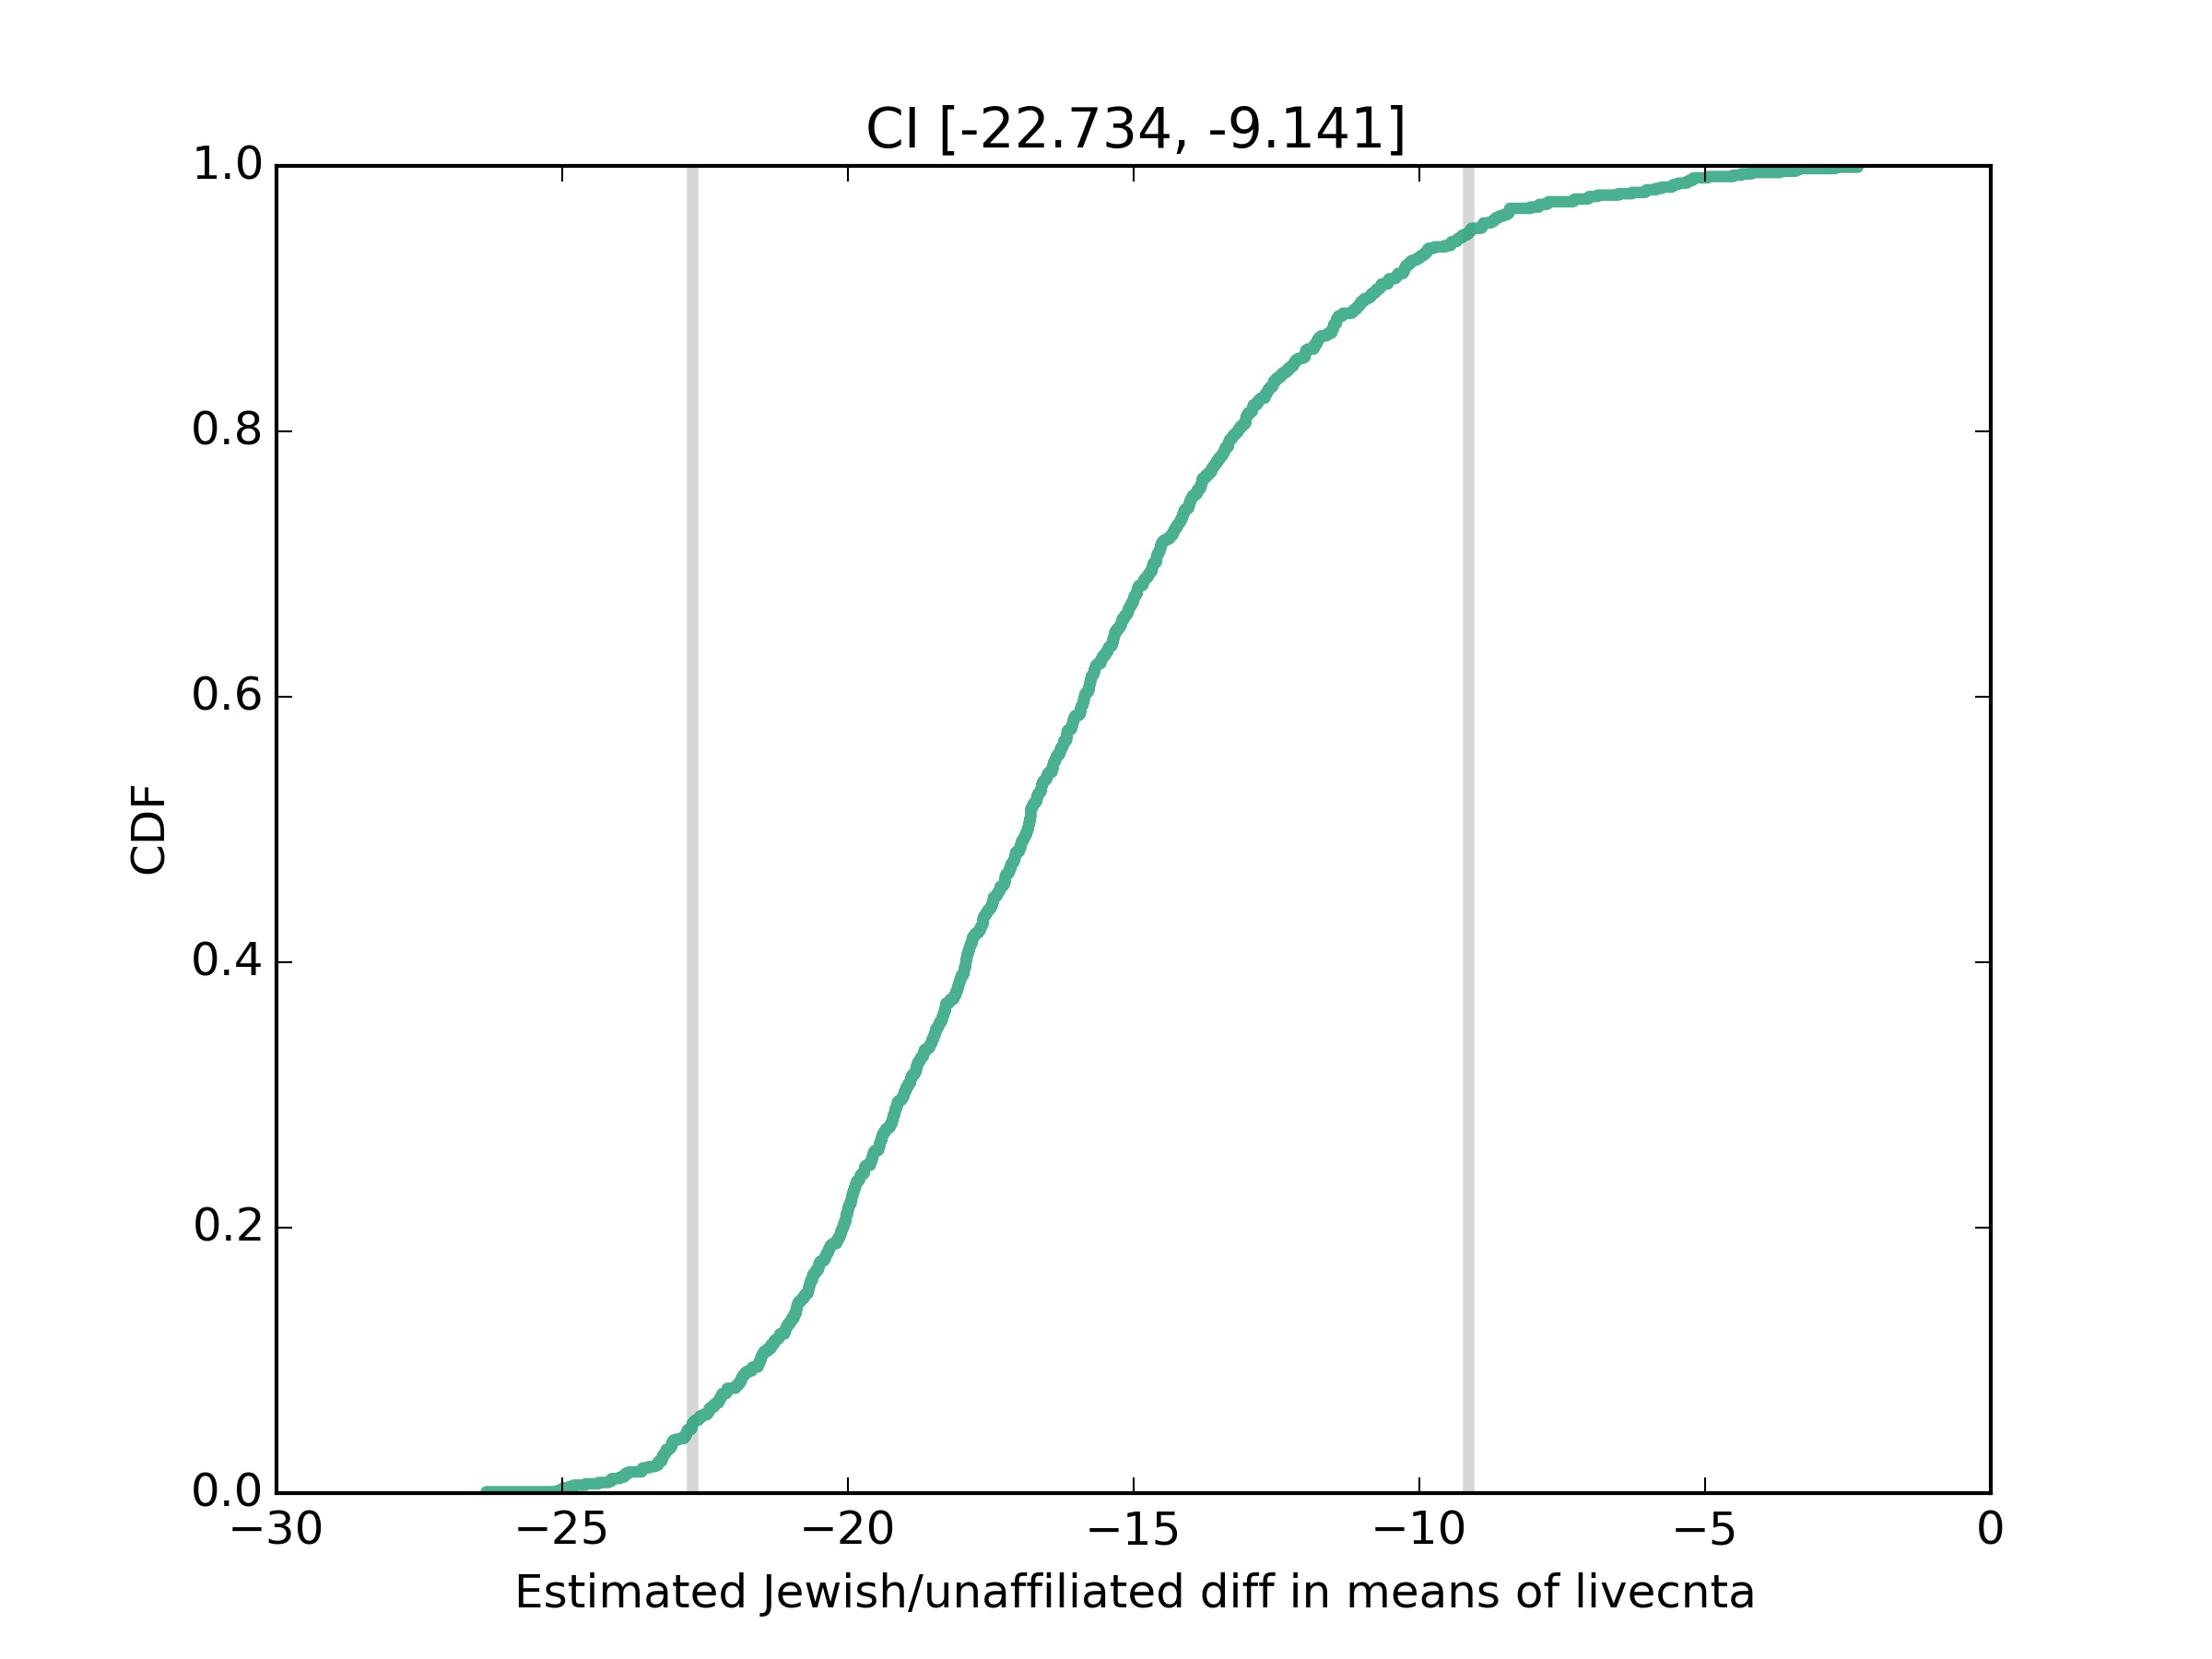 CI [-22.734, -9.141]
1.0
0.8
0.6
0.4
0.2
0.0
CDF
−30 −25 −20 −15 −10 −5 0
Estimated Jewish/unaffiliated diff in means of livecnta